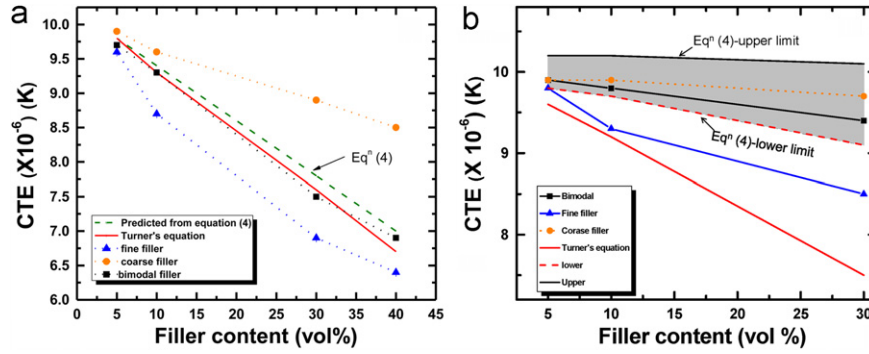 a
CTE (X10⁻⁶) (K)
10.0
9.5
9.0
8.5
8.0
7.5
7.0
6.5
6.0
Eqⁿ (4)
Predicted from equation (4)
Turner's equation
fine filler
coarse filler
bimodal filler
0 5 10 15 20 25 30 35 40 45
Filler content (vol%)
b
CTE (X 10⁻⁶) (K)
10
9
8
Eqⁿ (4)-upper limit
Eqⁿ (4)-lower limit
Bimodal
Fine filler
Corase filler
Turner's equation
lower
Upper
5 10 15 20 25 30
Filler content (vol %)